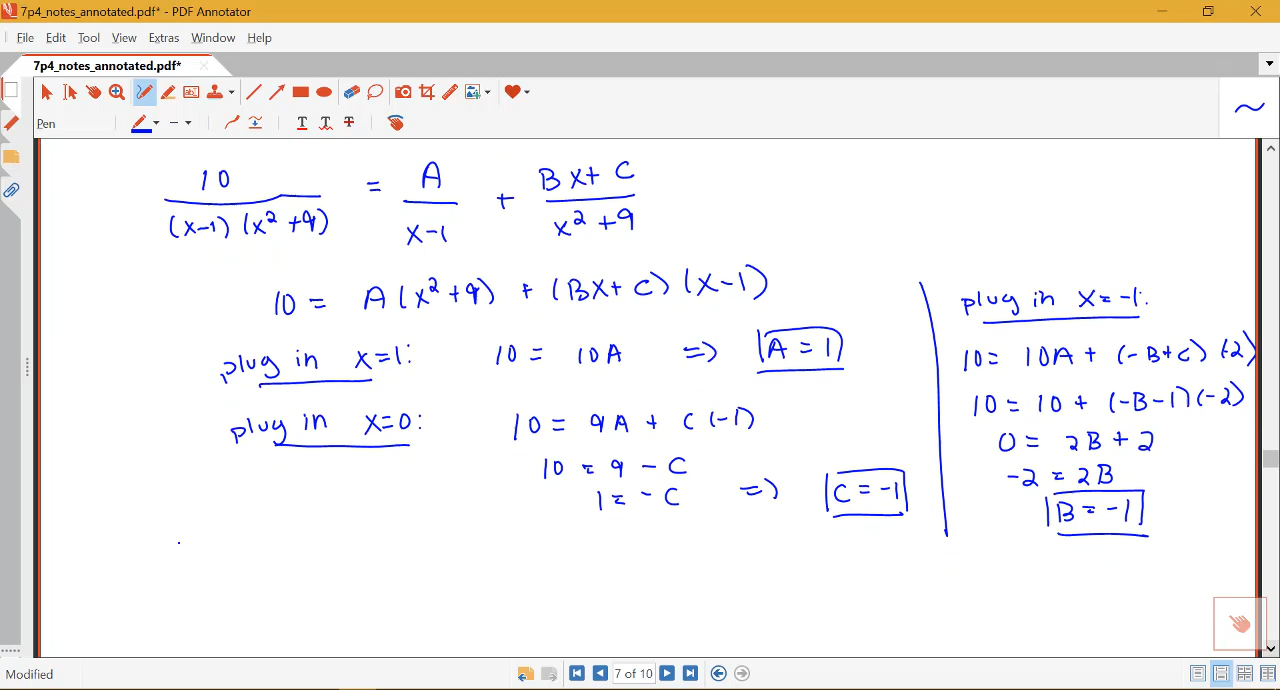 7p4_notes_annotated.pdf* - PDF Annotator
File Edit Tool View Extras Window Help
7p4_notes_annotated.pdf*
Pen
10 / (x-1)(x²+9) = A / x-1 + Bx+C / x²+9
10 = A(x²+9) + (Bx+C)(x-1)
plug in x=1: 10 = 10A => A = 1
plug in x=0: 10 = 9A + C(-1)
10 = 9 - C
1 = - C => C = -1
plug in x=-1:
10 = 10A + (-B+C)(-2)
10 = 10 + (-B-1)(-2)
0 = 2B + 2
-2 = 2B
B = -1
Modified
7 of 10